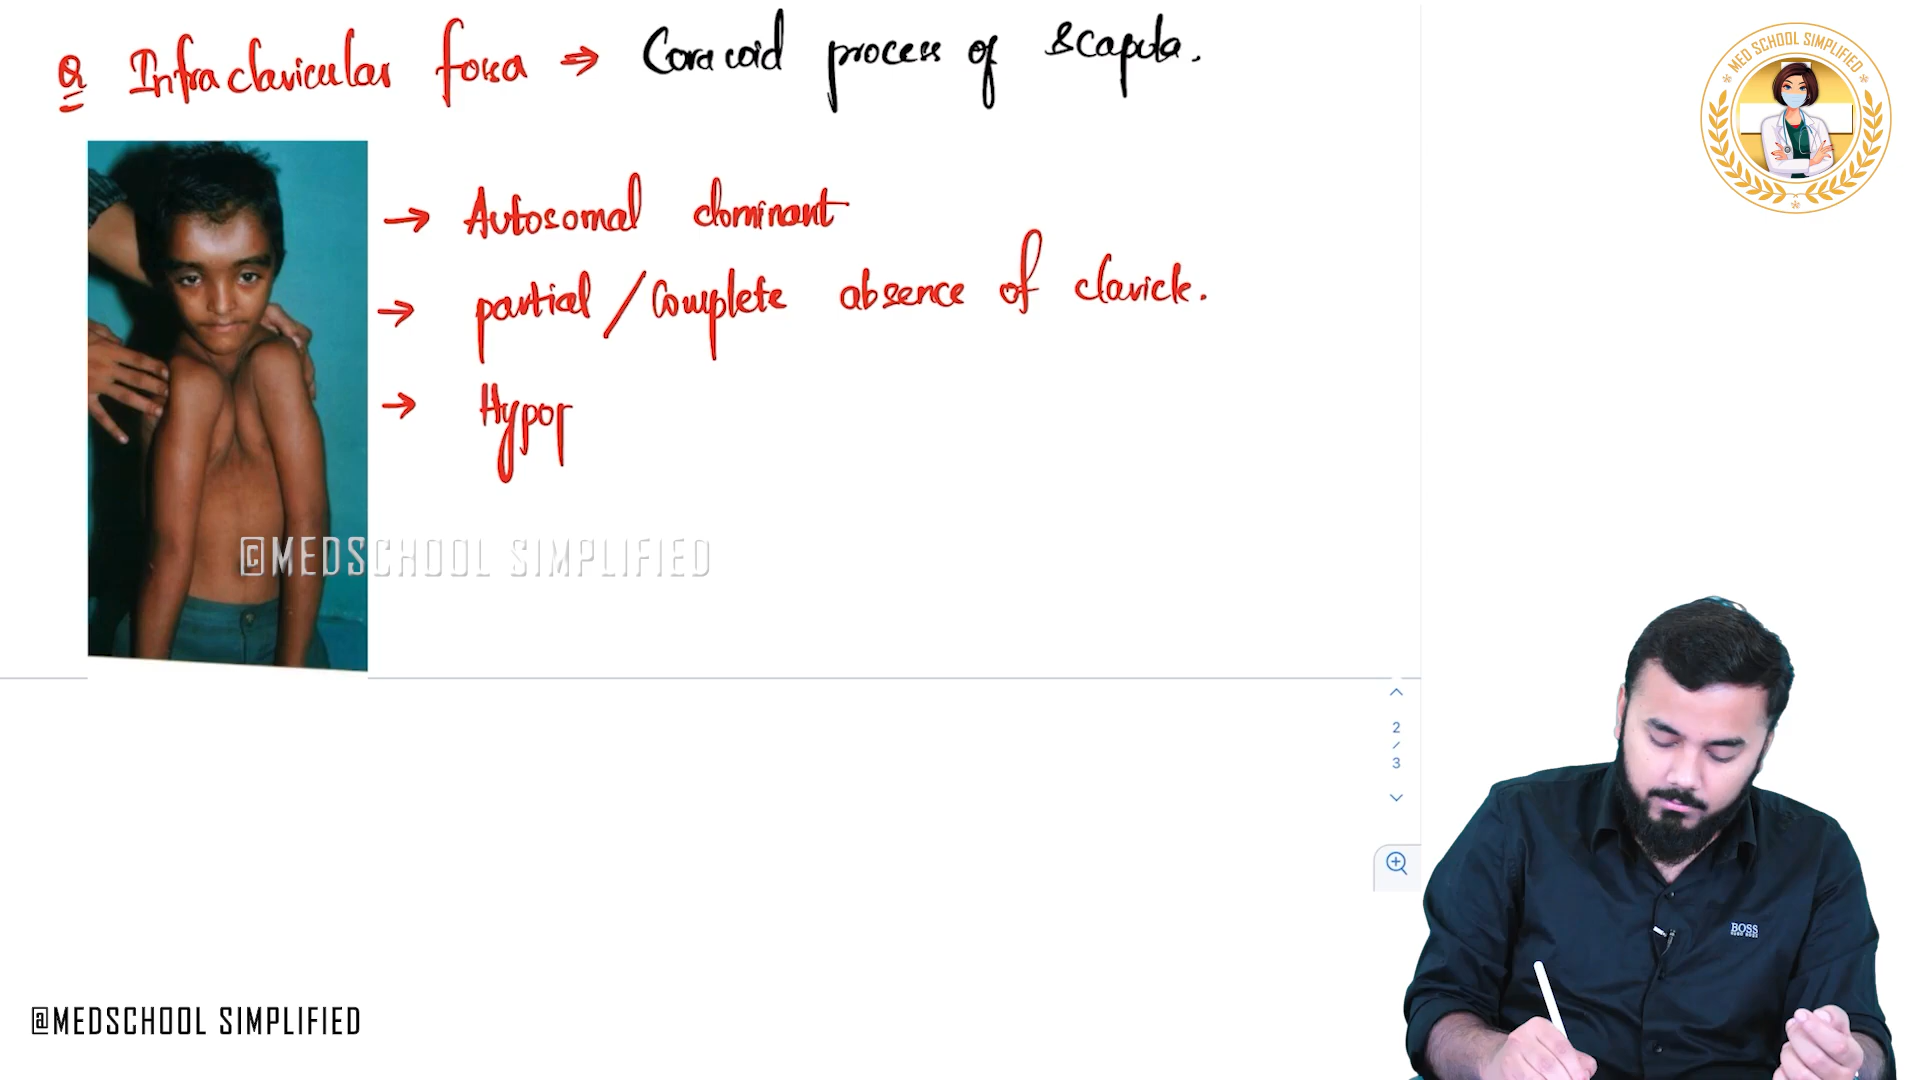 Q Infraclavicular fossa → Coracoid process of Scapula.
MED SCHOOL SIMPLIFIED
→ Autosomal dominant
→ partial / Complete absence of clavicle.
→ Hypop
©MEDSCHOOL SIMPLIFIED
2
/
3
BOSS
@MEDSCHOOL SIMPLIFIED